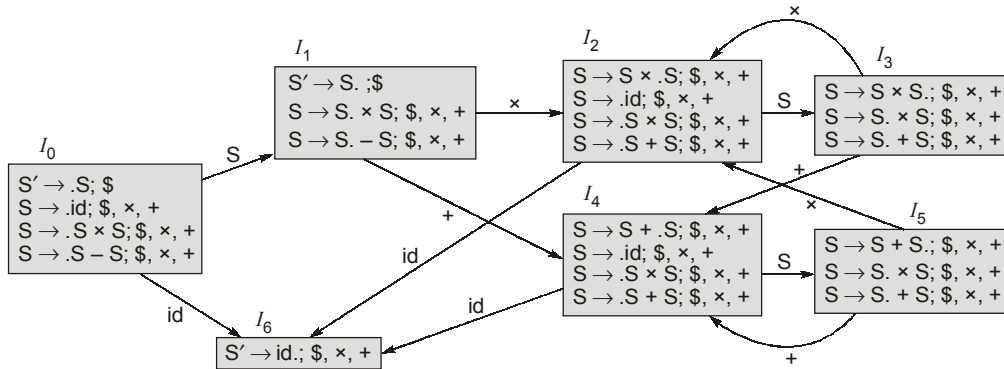 I0
S′ → .S; $
S → .id; $, ×, +
S → .S × S; $, ×, +
S → .S – S; $, ×, +
S
id
I1
S′ → S. ;$
S → S. × S; $, ×, +
S → S. – S; $, ×, +
×
+
I2
S → S × .S; $, ×, +
S → .id; $, ×, +
S → .S × S; $, ×, +
S → .S + S; $, ×, +
S
id
×
I3
S → S × S.; $, ×, +
S → S. × S; $, ×, +
S → S. + S; $, ×, +
+
×
I4
S → S + .S; $, ×, +
S → .id; $, ×, +
S → .S × S; $, ×, +
S → .S + S; $, ×, +
S
id
I5
S → S + S.; $, ×, +
S → S. × S; $, ×, +
S → S. + S; $, ×, +
+
I6
S′ → id.; $, ×, +